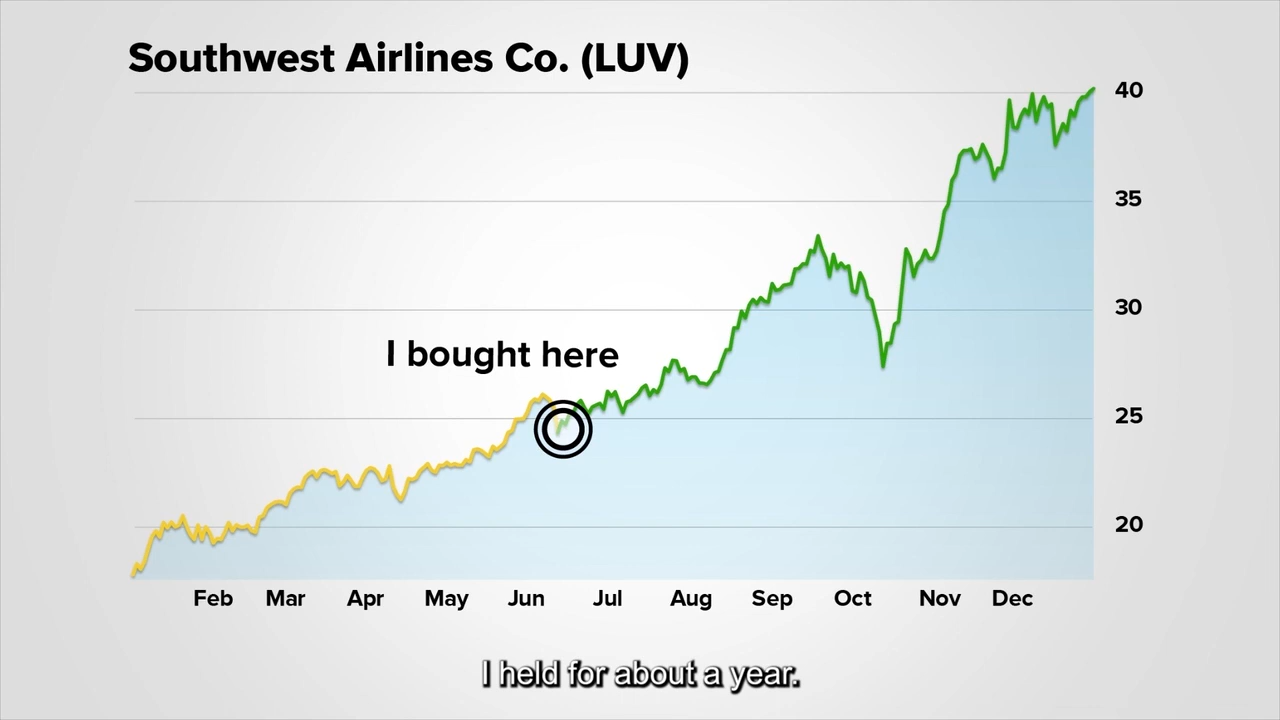 Southwest Airlines Co. (LUV)
40
35
30
I bought here
25
20
Feb Mar Apr May Jun Jul Aug Sep Oct Nov Dec
I held for about a year.